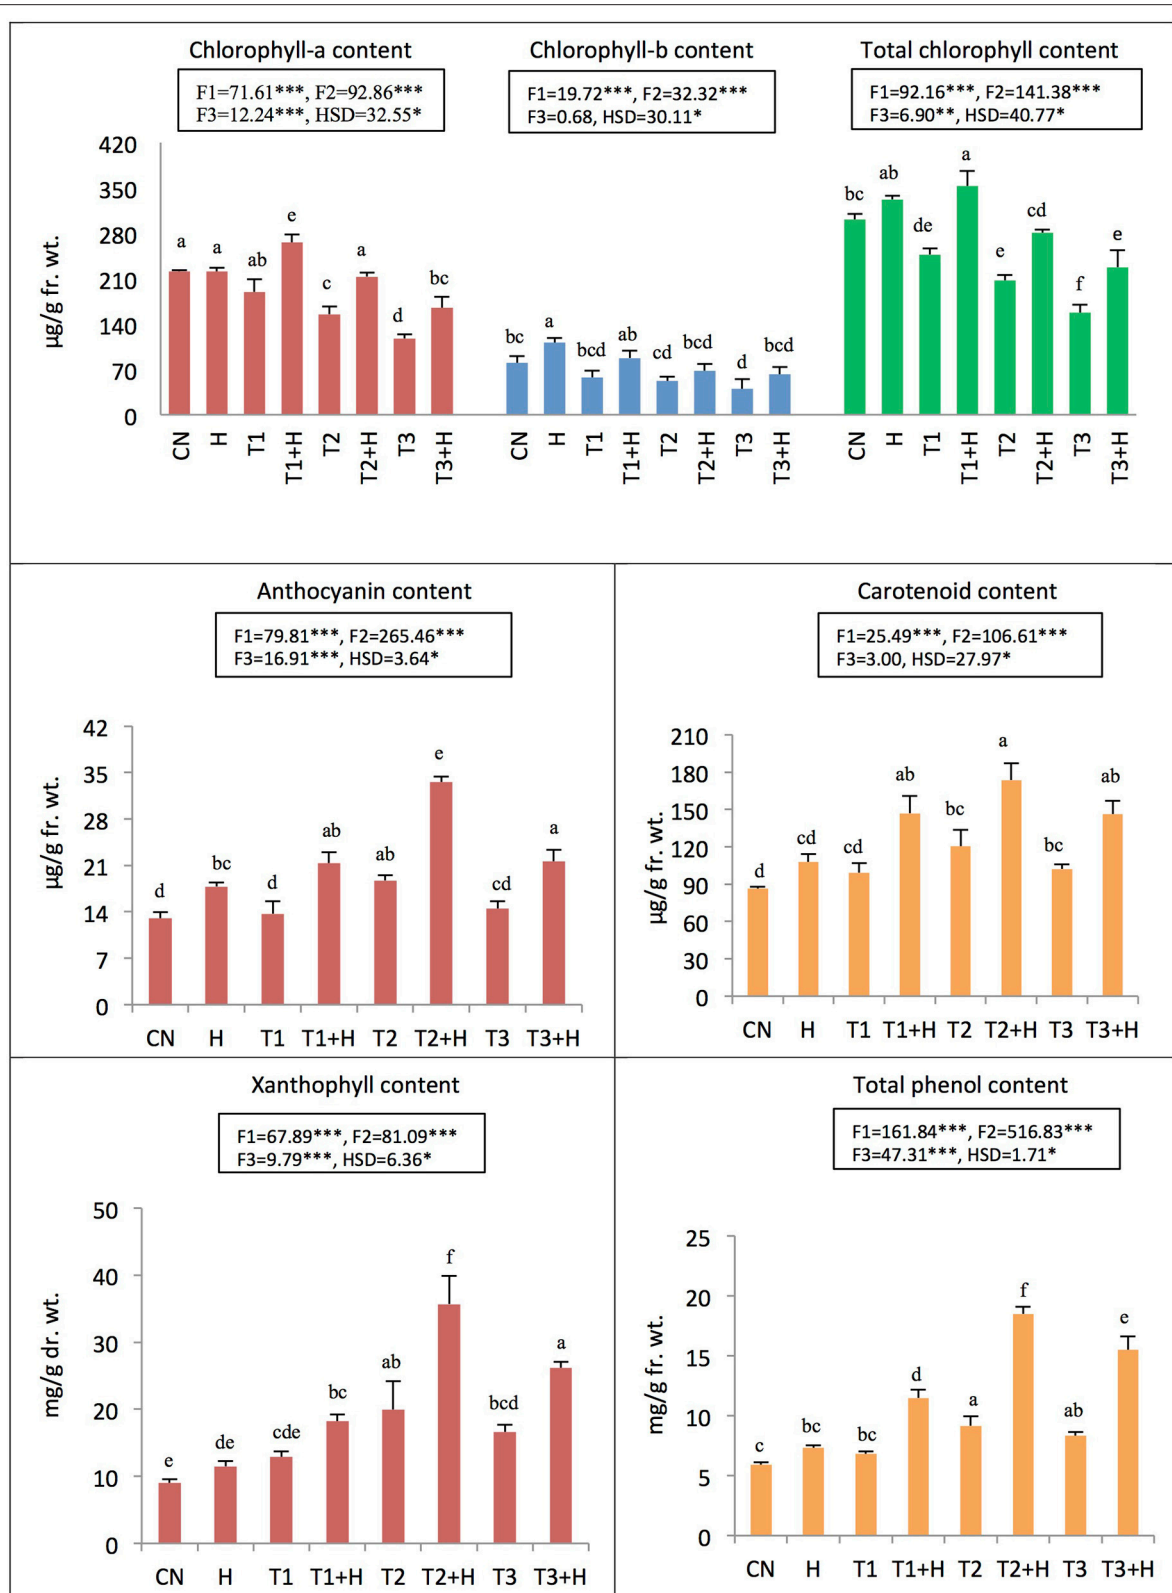 Chlorophyll-a content
F1=71.61***, F2=92.86***
F3=12.24***, HSD=32.55*
Chlorophyll-b content
F1=19.72***, F2=32.32***
F3=0.68, HSD=30.11*
Total chlorophyll content
F1=92.16***, F2=141.38***
F3=6.90**, HSD=40.77*
µg/g fr. wt.
420
350
280
210
140
70
0
a a ab e c a d bc
bc a bcd ab cd bcd d bcd
bc ab de a e cd f e
CN H T1 T1+H T2 T2+H T3 T3+H
CN H T1 T1+H T2 T2+H T3 T3+H
CN H T1 T1+H T2 T2+H T3 T3+H
Anthocyanin content
F1=79.81***, F2=265.46***
F3=16.91***, HSD=3.64*
µg/g fr. wt.
42
35
28
21
14
7
0
d bc d ab ab e cd a
CN H T1 T1+H T2 T2+H T3 T3+H
Carotenoid content
F1=25.49***, F2=106.61***
F3=3.00, HSD=27.97*
µg/g fr. wt.
210
180
150
120
90
60
30
0
d cd cd ab bc a bc ab
CN H T1 T1+H T2 T2+H T3 T3+H
Xanthophyll content
F1=67.89***, F2=81.09***
F3=9.79***, HSD=6.36*
mg/g dr. wt.
50
40
30
20
10
0
e de cde bc ab f bcd a
CN H T1 T1+H T2 T2+H T3 T3+H
Total phenol content
F1=161.84***, F2=516.83***
F3=47.31***, HSD=1.71*
mg/g fr. wt.
25
20
15
10
5
0
c bc bc d a f ab e
CN H T1 T1+H T2 T2+H T3 T3+H